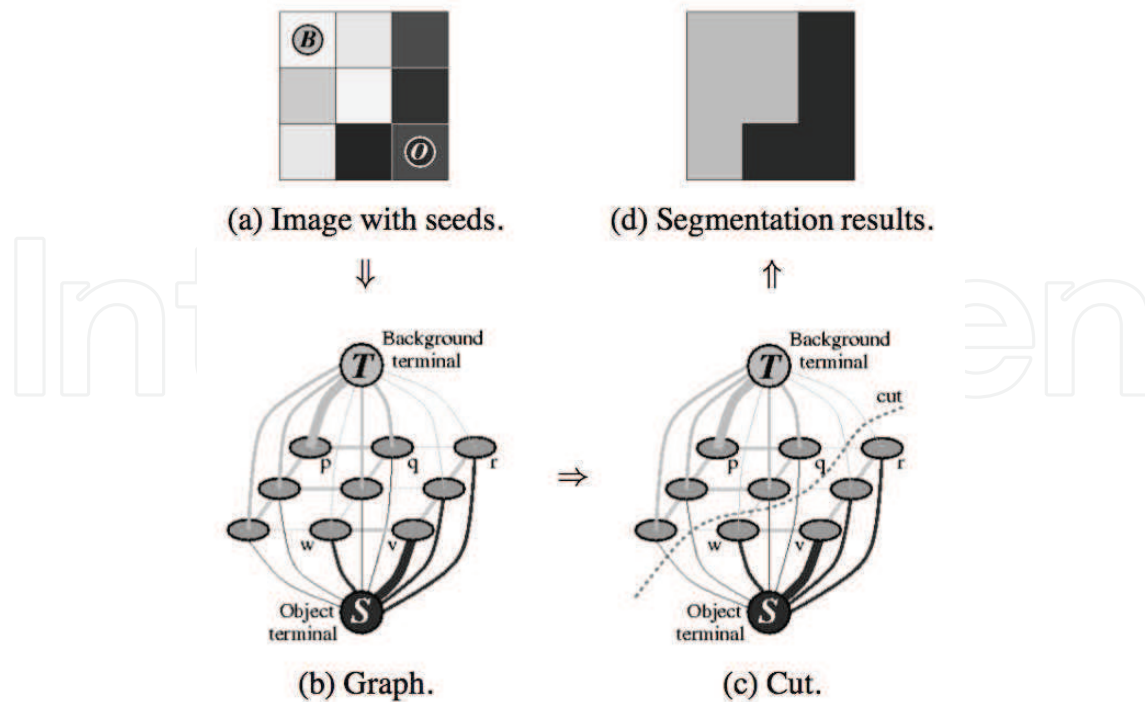 B
O
(a) Image with seeds.
(d) Segmentation results.
⇓
⇑
Background
terminal
T
p
q
r
w
v
S
Object
terminal
(b) Graph.
⇒
Background
terminal
T
cut
p
q
r
w
v
S
Object
terminal
(c) Cut.